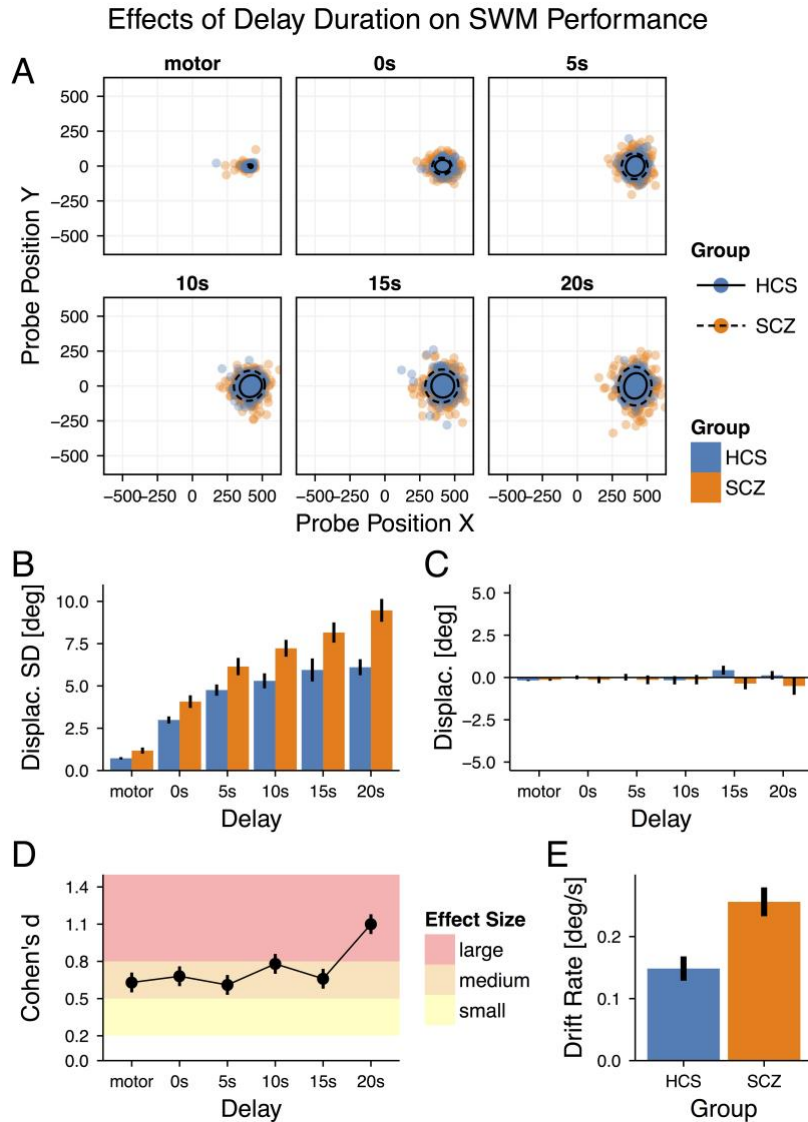 Effects of Delay Duration on SWM Performance
A
motor 0s 5s
500
250
0
−250
−500
10s 15s 20s
500
250
0
−250
−500
Probe Position Y
−500 −250 0 250 500 −500 −250 0 250 500 −500 −250 0 250 500
Probe Position X
Group
HCS
SCZ
Group
HCS
SCZ
B
10.0
7.5
5.0
2.5
0.0
Displac. SD [deg]
motor 0s 5s 10s 15s 20s
Delay
C
5.0
2.5
0.0
−2.5
−5.0
Displac. [deg]
motor 0s 5s 10s 15s 20s
Delay
D
1.4
1.1
0.8
0.5
0.2
0.0
Cohen's d
motor 0s 5s 10s 15s 20s
Delay
Effect Size
large
medium
small
E
0.2
0.1
0.0
Drift Rate [deg/s]
HCS SCZ
Group